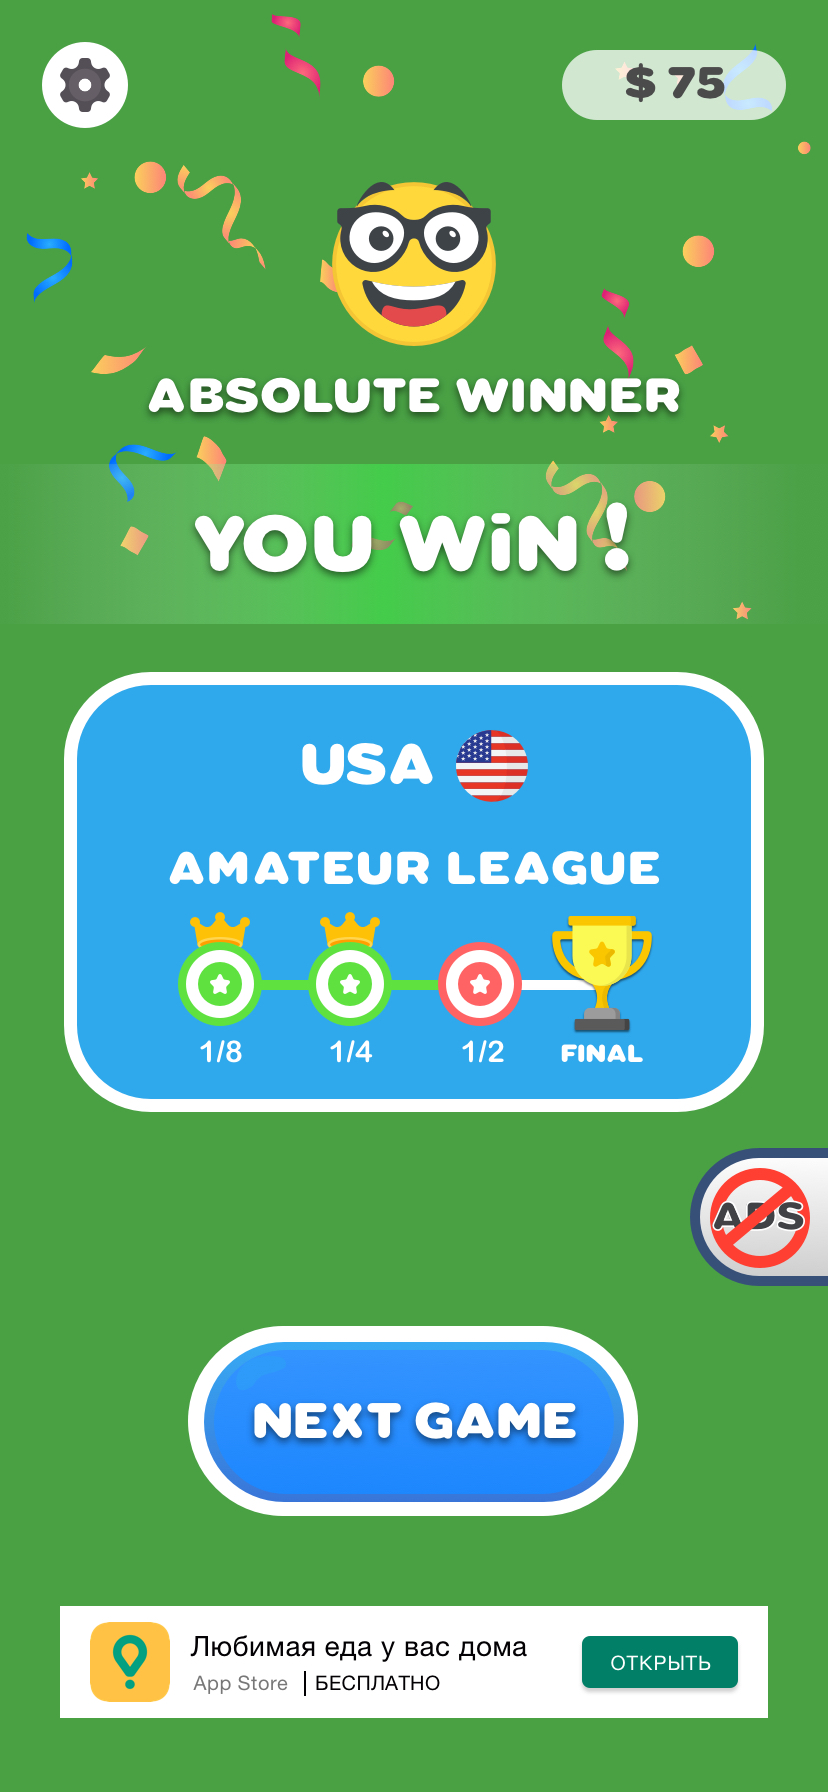 $ 75
ABSOLUTE WINNER
YOU WiN !
USA
AMATEUR LEAGUE
1/8 1/4 1/2 FINAL
ADS
NEXT GAME
Любимая еда у вас дома
App Store | БЕСПЛАТНО
ОТКРЫТЬ